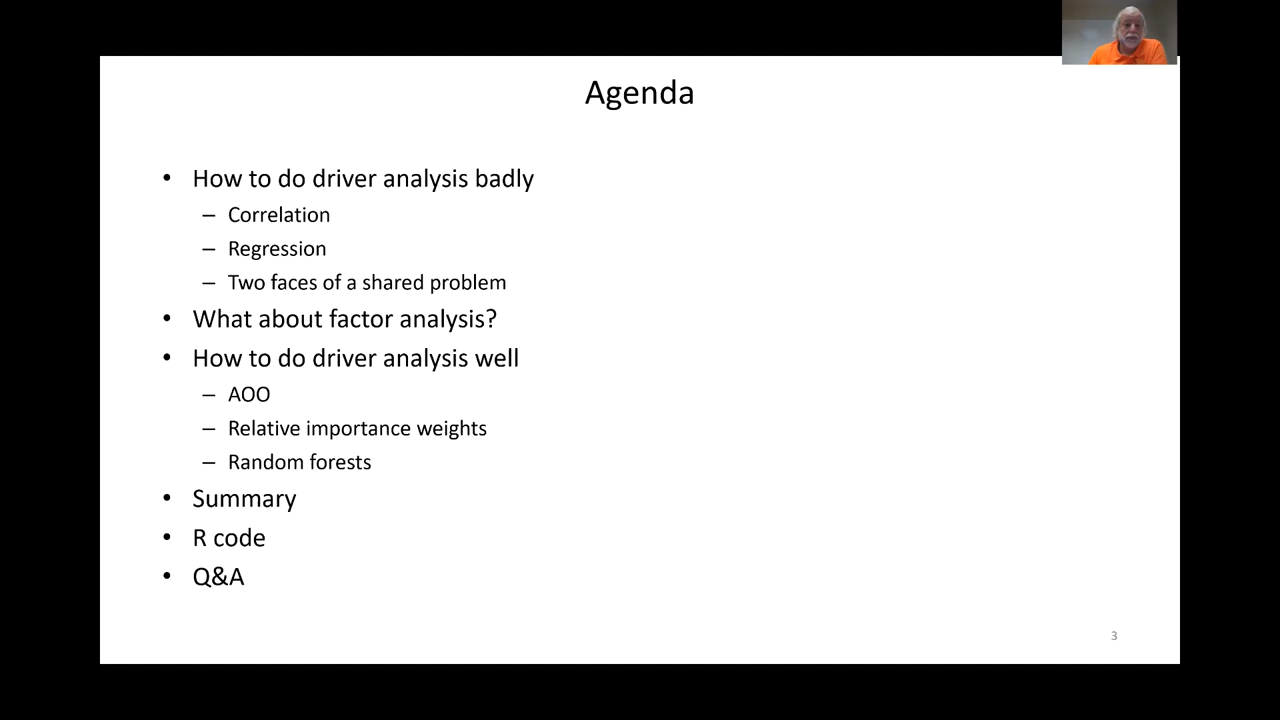 Agenda
• How to do driver analysis badly
– Correlation
– Regression
– Two faces of a shared problem
• What about factor analysis?
• How to do driver analysis well
– AOO
– Relative importance weights
– Random forests
• Summary
• R code
• Q&A
3